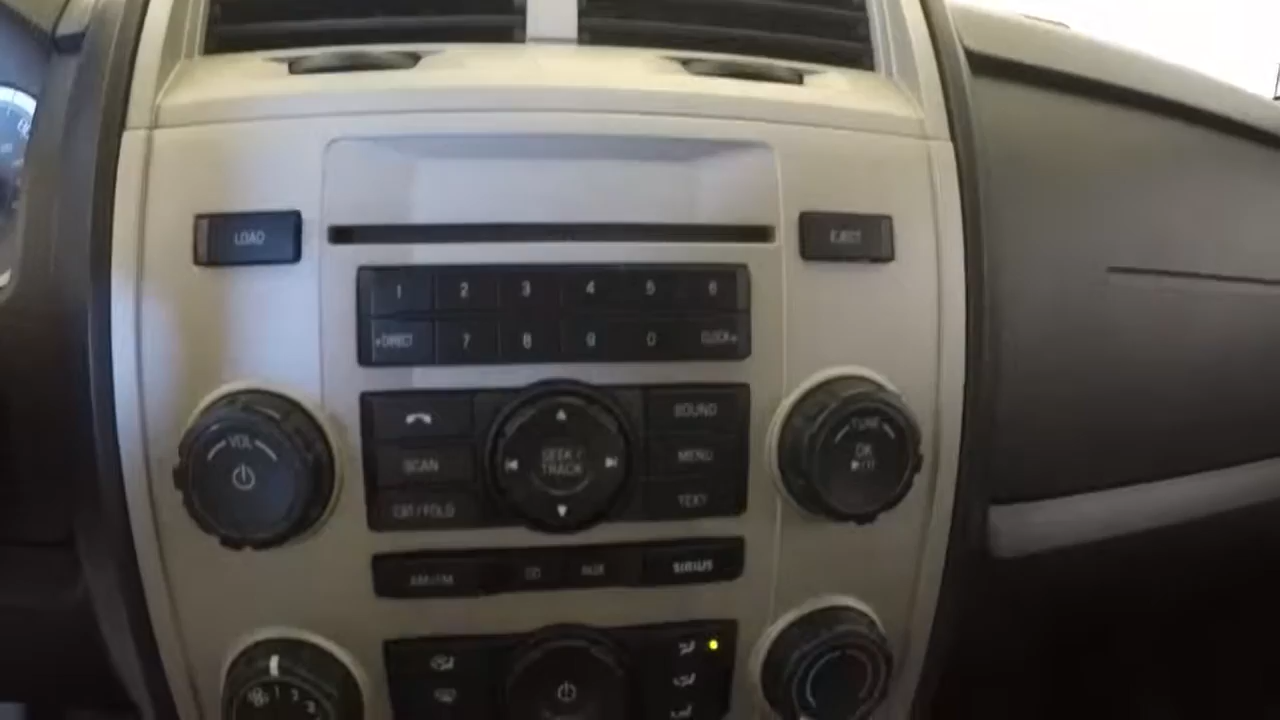 LOAD
EJECT
1 2 3 4 5 6
DIRECT 7 8 9 0 CLOCK
VOL
SCAN
CAT/FOLD
SEEK/
TRACK
SOUND
MENU
TEXT
TUNE
OK
AM/FM CD AUX SIRIUS